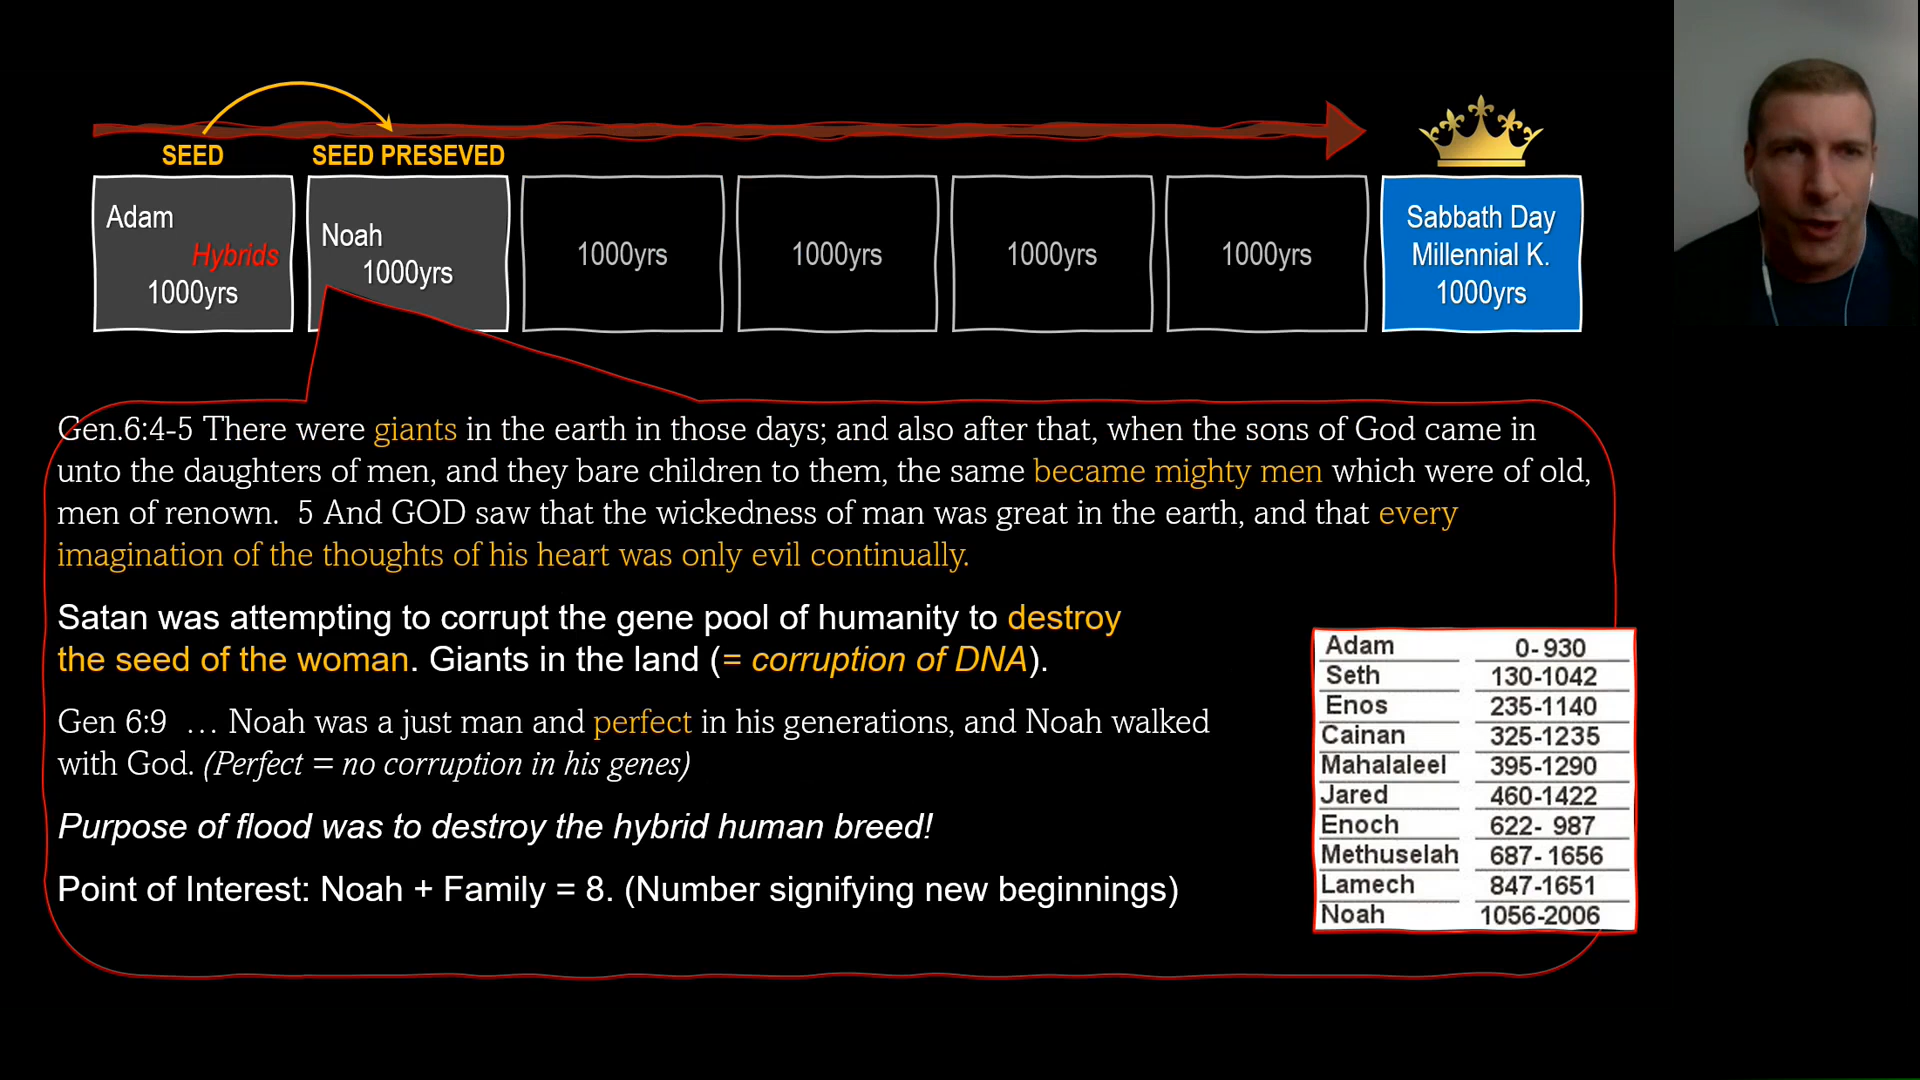 SEED
SEED PRESEVED
Adam
Hybrids
1000yrs
Noah
1000yrs
1000yrs
1000yrs
1000yrs
1000yrs
Sabbath Day
Millennial K.
1000yrs
Gen.6:4-5 There were giants in the earth in those days; and also after that, when the sons of God came in
unto the daughters of men, and they bare children to them, the same became mighty men which were of old,
men of renown.  5 And GOD saw that the wickedness of man was great in the earth, and that every
imagination of the thoughts of his heart was only evil continually.
Satan was attempting to corrupt the gene pool of humanity to destroy
the seed of the woman. Giants in the land (= corruption of DNA).
Gen 6:9  … Noah was a just man and perfect in his generations, and Noah walked
with God. (Perfect = no corruption in his genes)
Purpose of flood was to destroy the hybrid human breed!
Point of Interest: Noah + Family = 8. (Number signifying new beginnings)
Adam 0-930
Seth 130-1042
Enos 235-1140
Cainan 325-1235
Mahalaleel 395-1290
Jared 460-1422
Enoch 622- 987
Methuselah 687-1656
Lamech 847-1651
Noah 1056-2006